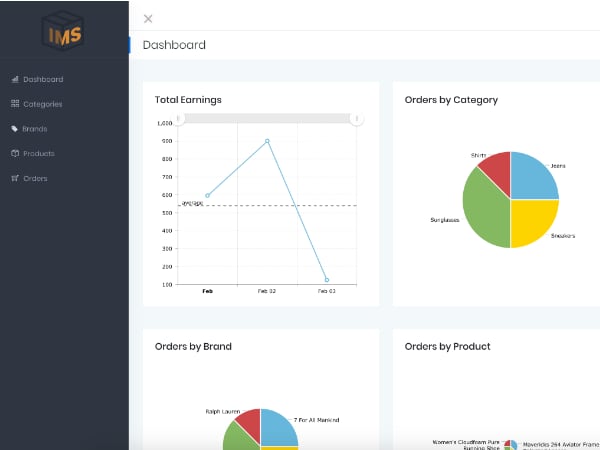 IMS
Dashboard
Categories
Brands
Products
Orders
Dashboard
Total Earnings
1,000
900
800
700
600
500
400
300
200
100
average
Feb
Feb 02
Feb 03
Orders by Category
Shirts
Jeans
Sunglasses
Sneakers
Orders by Brand
Ralph Lauren
7 For All Mankind
Orders by Product
Women's Cloudfoam Pure
Running Shoe
Mavericks 264 Aviator Frame